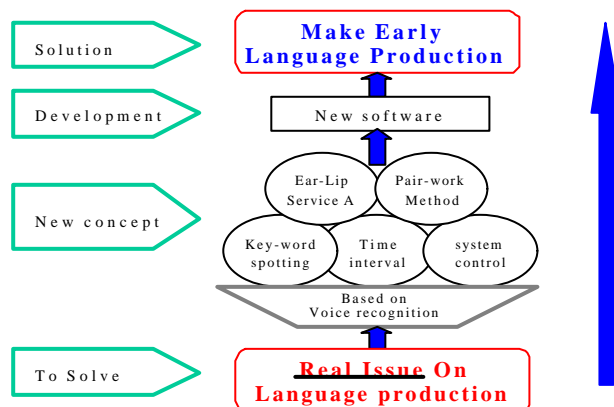 Solution
Make Early
Language Production
Development
New software
Ear-Lip
Service A
Pair-work
Method
New concept
Key-word
spotting
Time
interval
system
control
Based on
Voice recognition
To Solve
Real Issue On
Language production